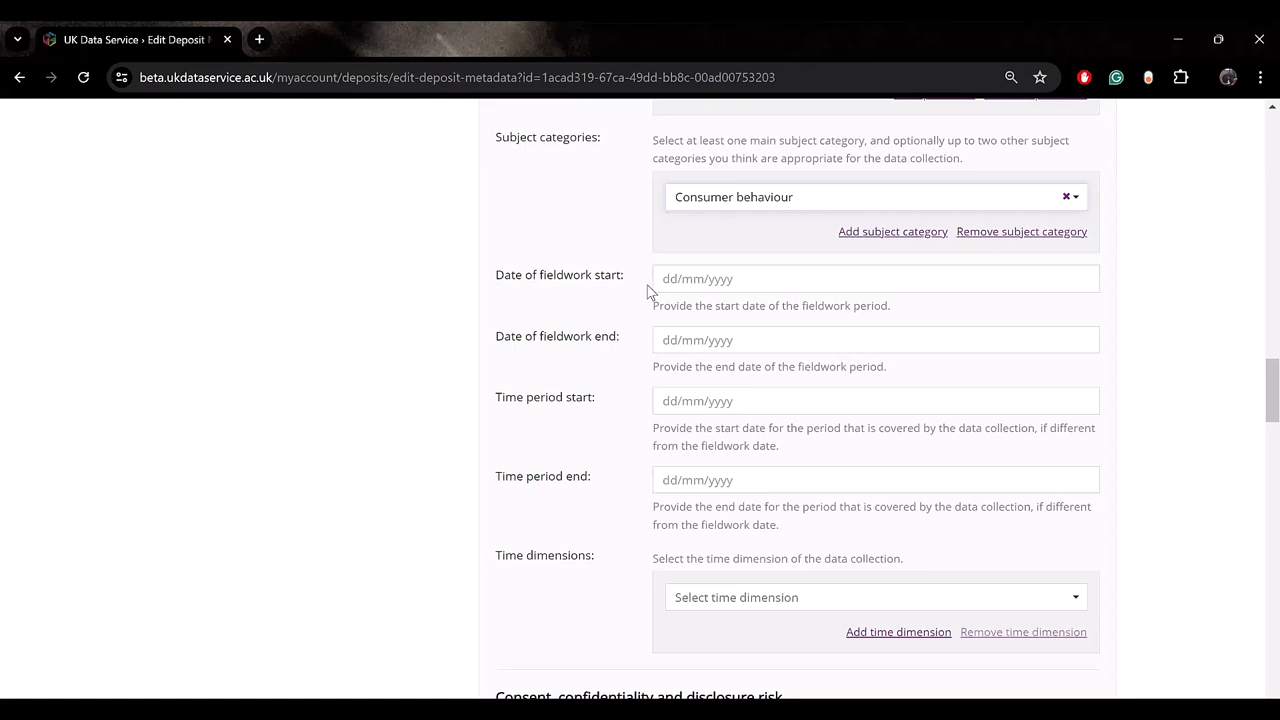 UK Data Service › Edit Deposit M
beta.ukdataservice.ac.uk/myaccount/deposits/edit-deposit-metadata?id=1acad319-67ca-49dd-bb8c-00ad00753203
Subject categories:
Select at least one main subject category, and optionally up to two other subject
categories you think are appropriate for the data collection.
Consumer behaviour
Add subject category Remove subject category
Date of fieldwork start:
dd/mm/yyyy
Provide the start date of the fieldwork period.
Date of fieldwork end:
dd/mm/yyyy
Provide the end date of the fieldwork period.
Time period start:
dd/mm/yyyy
Provide the start date for the period that is covered by the data collection, if different
from the fieldwork date.
Time period end:
dd/mm/yyyy
Provide the end date for the period that is covered by the data collection, if different
from the fieldwork date.
Time dimensions:
Select the time dimension of the data collection.
Select time dimension
Add time dimension Remove time dimension
Consent, confidentiality and disclosure risk